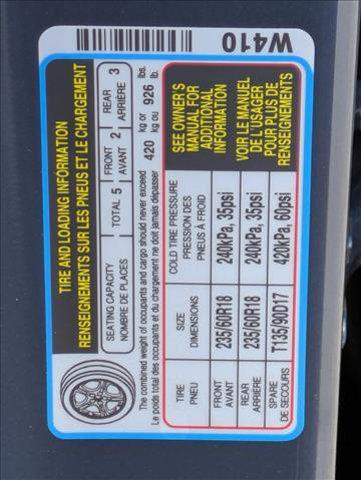 W410
TIRE AND LOADING INFORMATION
RENSEIGNEMENTS SUR LES PNEUS ET LE CHARGEMENT
SEATING CAPACITY
NOMBRE DE PLACES
TOTAL 5
FRONT 2
AVANT
REAR 3
ARRIÈRE
The combined weight of occupants and cargo should never exceed
Le poids total des occupants et du chargement ne doit jamais dépasser
420 kg or 926 lbs.
kg ou lb.
TIRE
PNEU
SIZE
DIMENSIONS
COLD TIRE PRESSURE
PRESSION DES
PNEUS À FROID
FRONT
AVANT
235/60R18
240kPa, 35psi
REAR
ARRIÈRE
235/60R18
240kPa, 35psi
SPARE
DE SECOURS
T135/90D17
420kPa, 60psi
SEE OWNER'S
MANUAL FOR
ADDITIONAL
INFORMATION
VOIR LE MANUEL
DE L'USAGER
POUR PLUS DE
RENSEIGNEMENTS